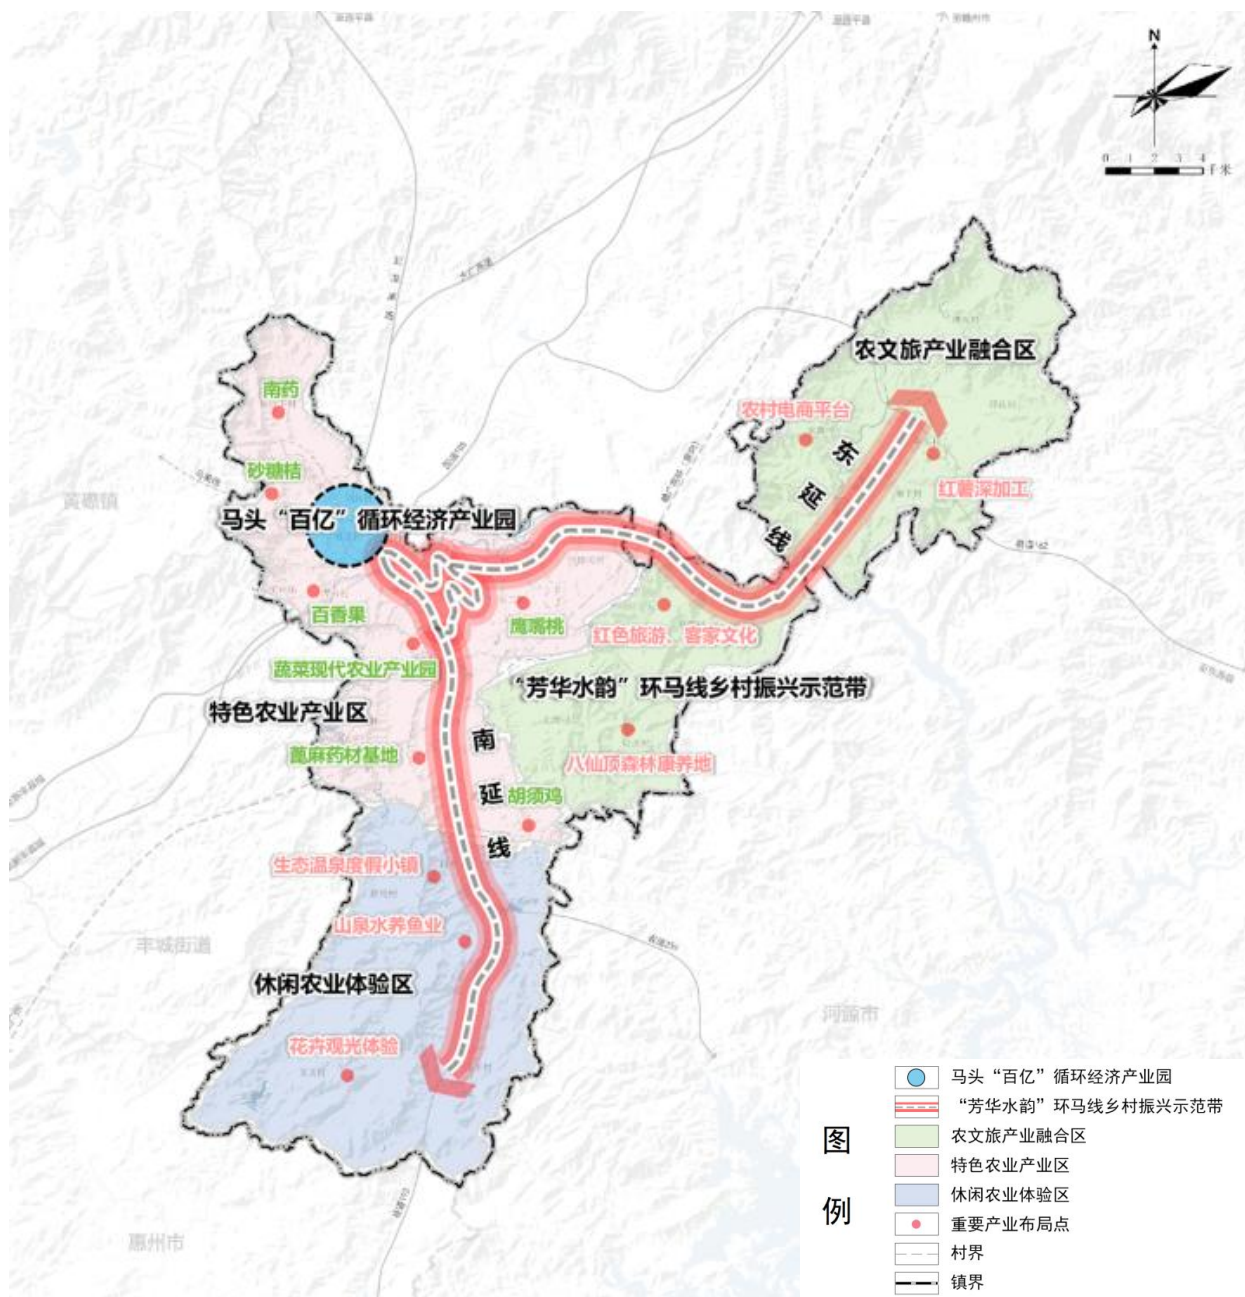 N
0 1 2 3 4
千米
农文旅产业融合区
南药
农村电商平台
东
延
线
砂糖桔
红薯深加工
黄磜镇
马头“百亿”循环经济产业园
百香果
鹰嘴桃
红色旅游、客家文化
蔬菜现代农业产业园
“芳华水韵”环马线乡村振兴示范带
特色农业产业区
南
延
线
八仙顶森林康养地
蓖麻药材基地
胡须鸡
生态温泉度假小镇
山泉水养鱼业
丰城街道
休闲农业体验区
河源市
花卉观光体验
惠州市
图
例
马头“百亿”循环经济产业园
“芳华水韵”环马线乡村振兴示范带
农文旅产业融合区
特色农业产业区
休闲农业体验区
重要产业布局点
村界
镇界